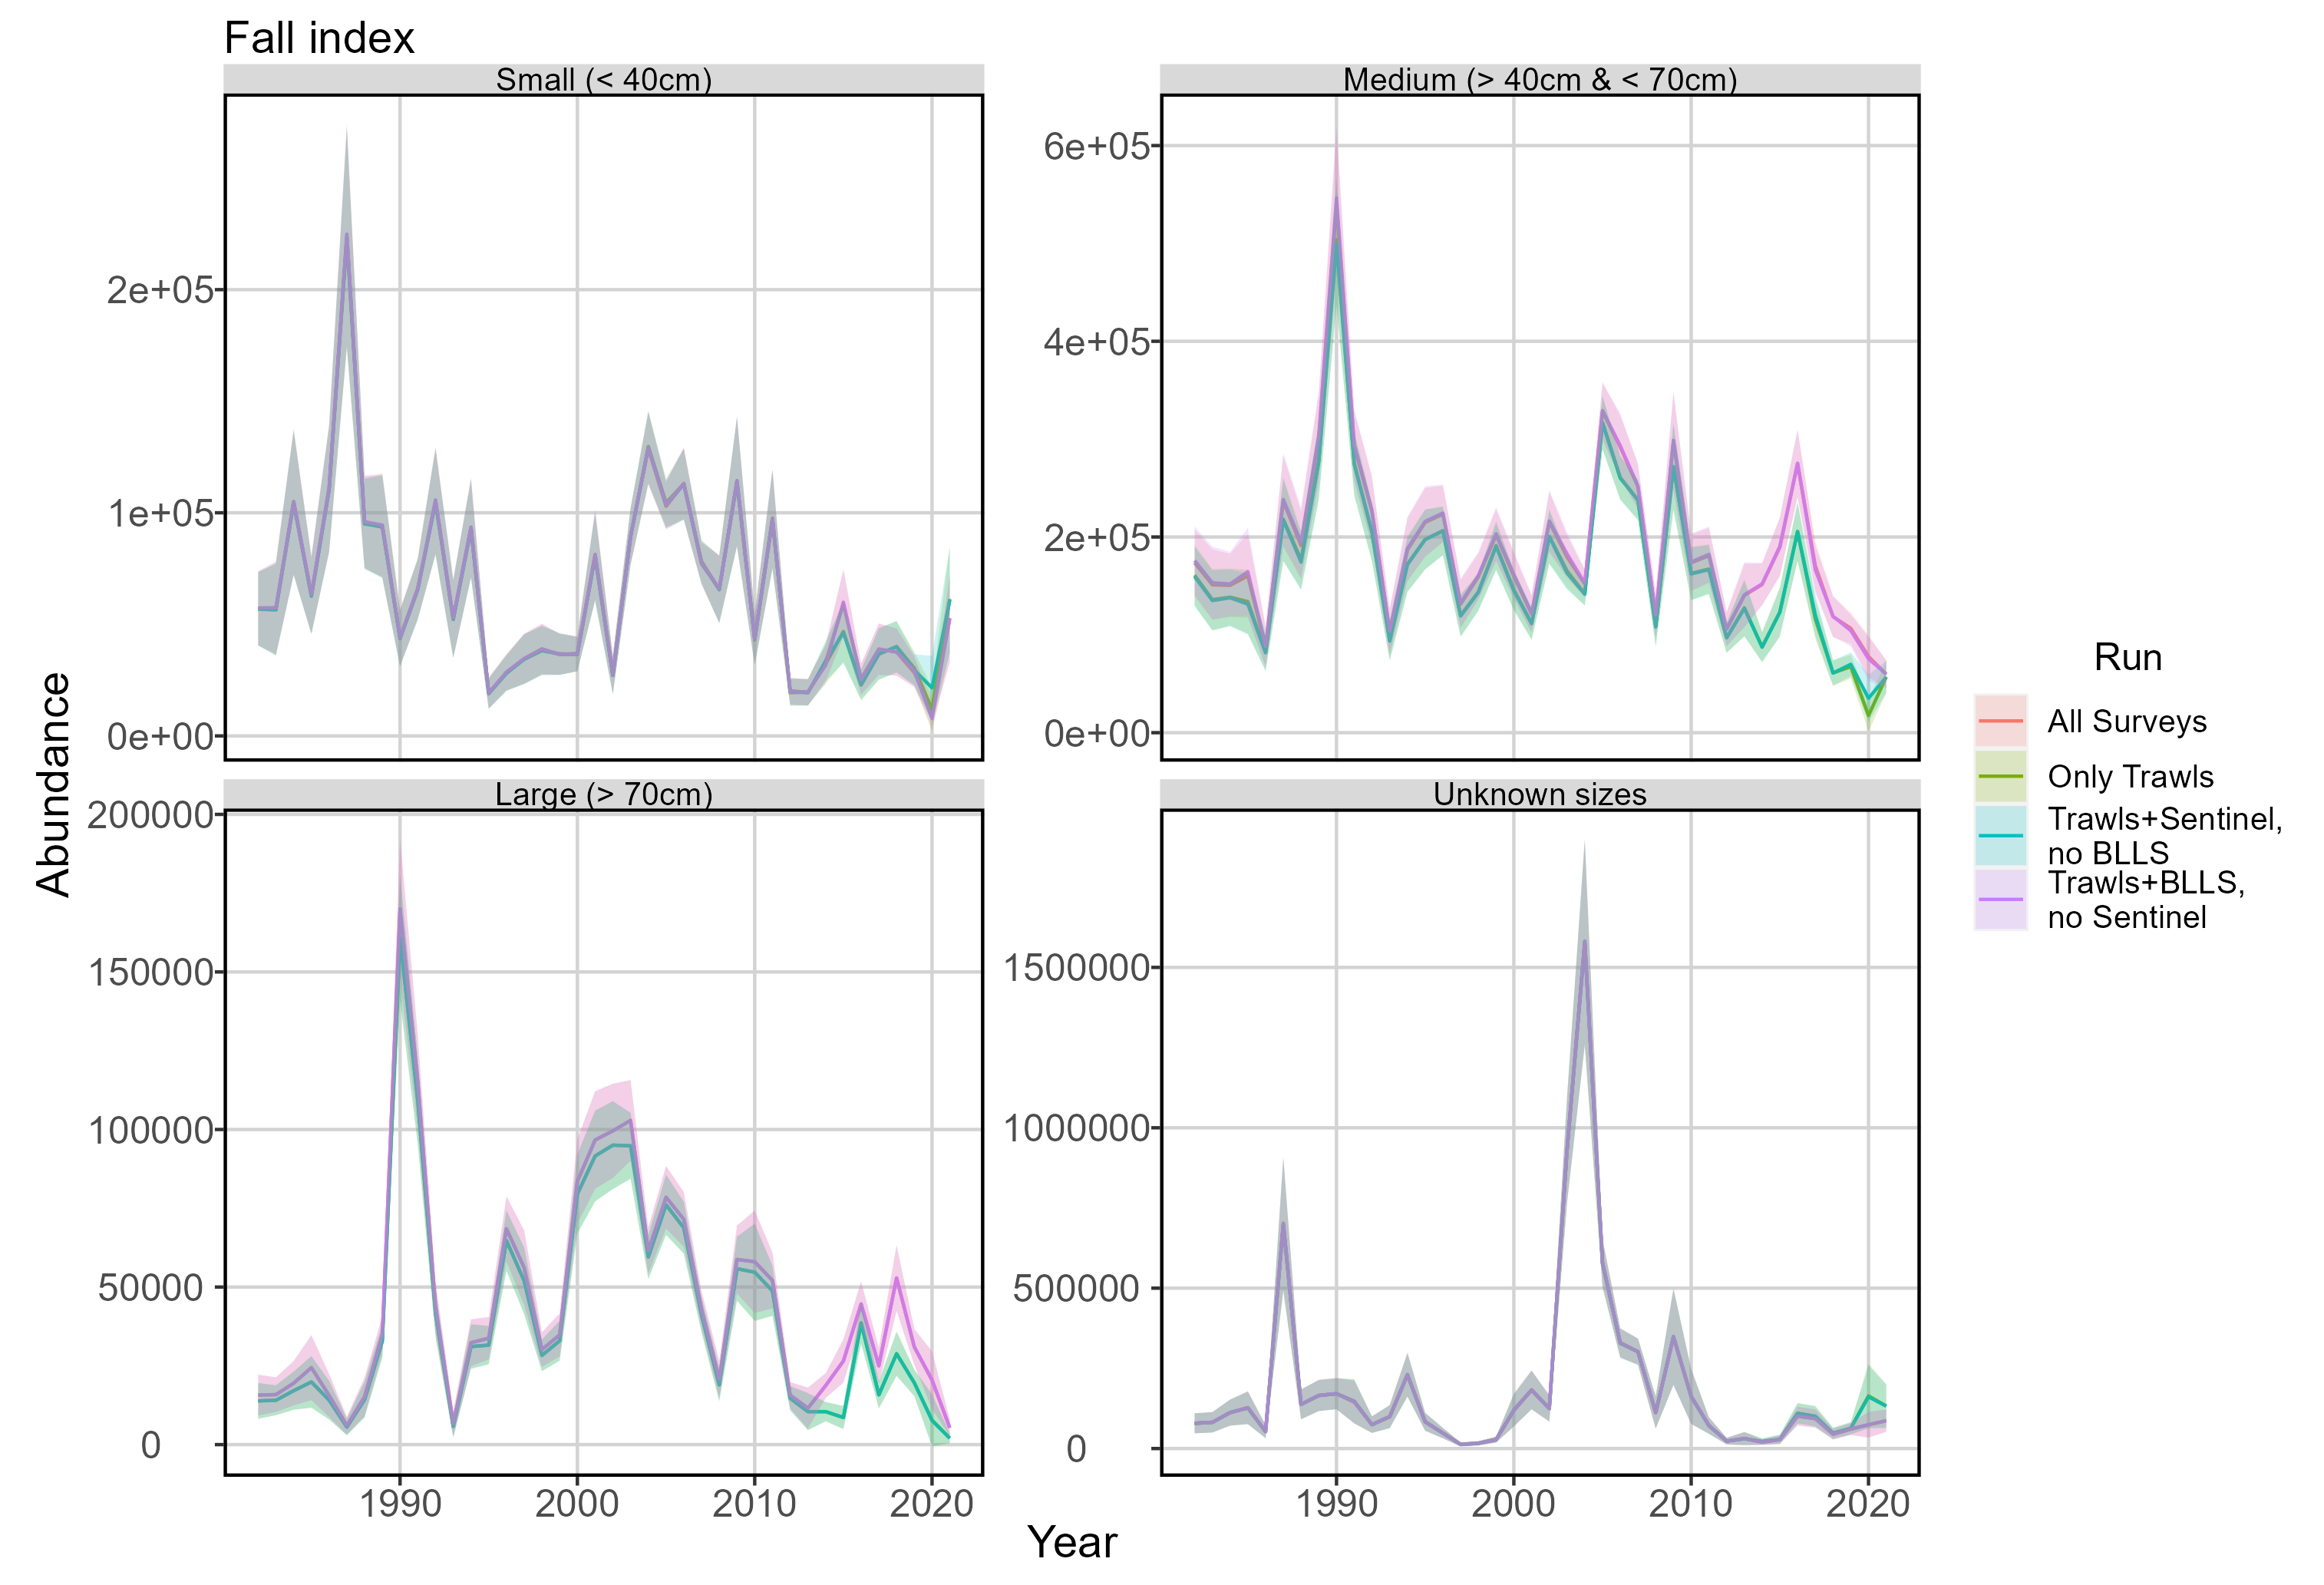 Fall index
Small (< 40cm)
Medium (> 40cm & < 70cm)
2e+05
1e+05
0e+00
6e+05
4e+05
2e+05
0e+00
Large (> 70cm)
Unknown sizes
200000
150000
100000
50000
0
1500000
1000000
500000
0
1990
2000
2010
2020
1990
2000
2010
2020
Abundance
Year
Run
All Surveys
Only Trawls
Trawls+Sentinel,
no BLLS
Trawls+BLLS,
no Sentinel